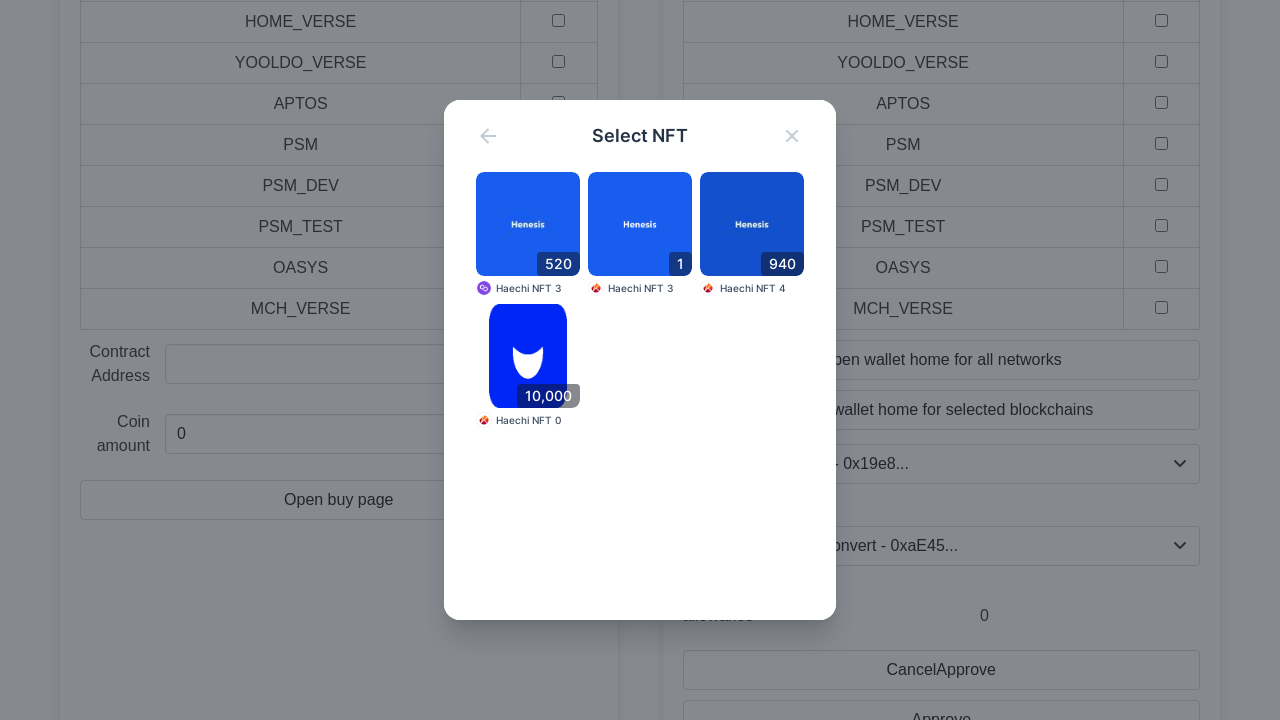 HOME_VERSE
HOME_VERSE
YOOLDO_VERSE
YOOLDO_VERSE
APTOS
APTOS
PSM
PSM
PSM_DEV
PSM_DEV
PSM_TEST
PSM_TEST
OASYS
OASYS
MCH_VERSE
MCH_VERSE
Contract
Address
Coin
amount
0
Open buy page
Select NFT
Henesis
520
Haechi NFT 3
Henesis
1
Haechi NFT 3
Henesis
940
Haechi NFT 4
10,000
Haechi NFT 0
pen wallet home for all networks
wallet home for selected blockchains
- 0x19e8...
onvert - 0xaE45...
allowance
0
CancelApprove
Approve